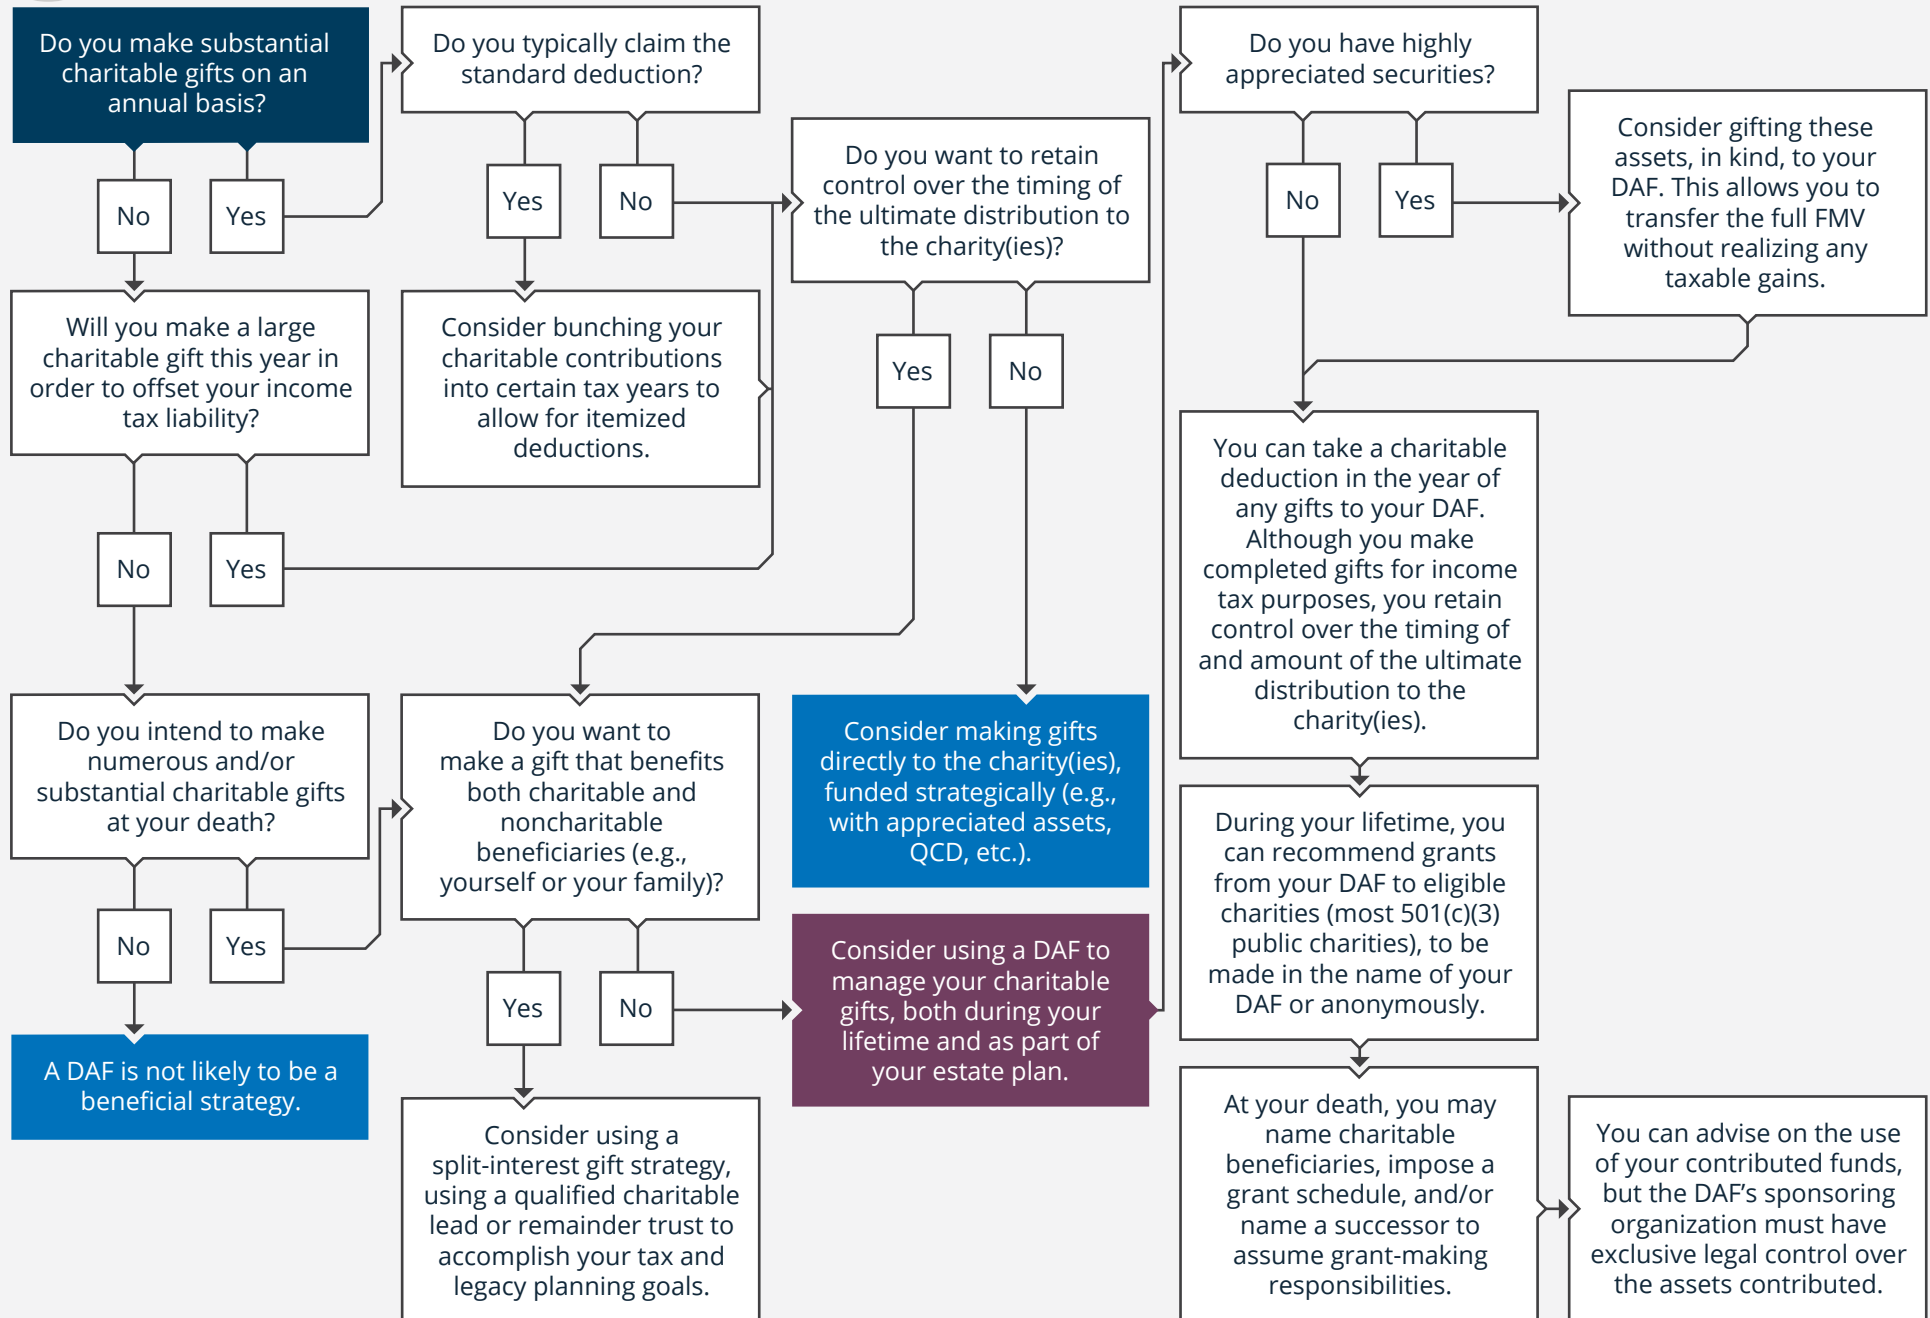 Do you make substantial
charitable gifts on an
annual basis?
No
Yes
Will you make a large
charitable gift this year in
order to offset your income
tax liability?
No
Yes
Do you intend to make
numerous and/or
substantial charitable gifts
at your death?
No
Yes
A DAF is not likely to be a
beneficial strategy.
Do you typically claim the
standard deduction?
Yes
No
Consider bunching your
charitable contributions
into certain tax years to
allow for itemized
deductions.
Do you want to retain
control over the timing of
the ultimate distribution to
the charity(ies)?
Yes
No
Do you want to
make a gift that benefits
both charitable and
noncharitable
beneficiaries (e.g.,
yourself or your family)?
Yes
No
Consider using a
split-interest gift strategy,
using a qualified charitable
lead or remainder trust to
accomplish your tax and
legacy planning goals.
Consider making gifts
directly to the charity(ies),
funded strategically (e.g.,
with appreciated assets,
QCD, etc.).
Consider using a DAF to
manage your charitable
gifts, both during your
lifetime and as part of
your estate plan.
Do you have highly
appreciated securities?
No
Yes
Consider gifting these
assets, in kind, to your
DAF. This allows you to
transfer the full FMV
without realizing any
taxable gains.
You can take a charitable
deduction in the year of
any gifts to your DAF.
Although you make
completed gifts for income
tax purposes, you retain
control over the timing of
and amount of the ultimate
distribution to the
charity(ies).
During your lifetime, you
can recommend grants
from your DAF to eligible
charities (most 501(c)(3)
public charities), to be
made in the name of your
DAF or anonymously.
At your death, you may
name charitable
beneficiaries, impose a
grant schedule, and/or
name a successor to
assume grant-making
responsibilities.
You can advise on the use
of your contributed funds,
but the DAF’s sponsoring
organization must have
exclusive legal control over
the assets contributed.